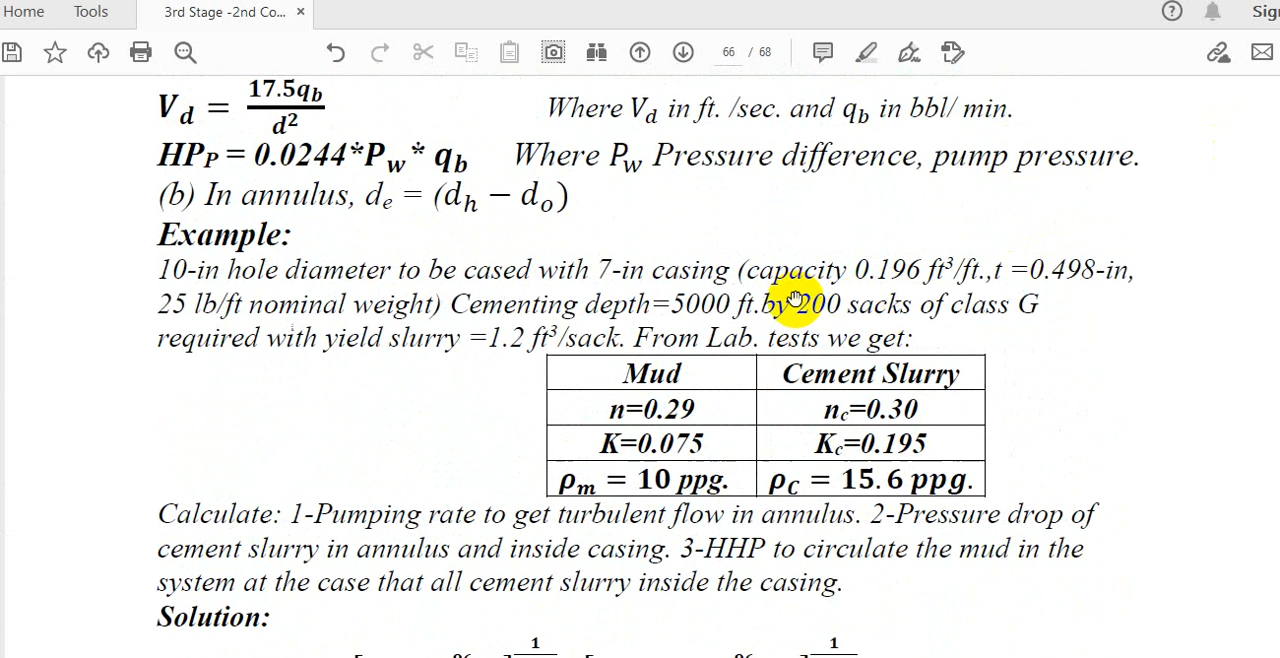 Home Tools 3rd Stage -2nd Co... × Sig
66 / 68
V_d = 17.5q_b / d² Where V_d in ft. /sec. and q_b in bbl/ min.
HP_P = 0.0244*P_w* q_b Where P_w Pressure difference, pump pressure.
(b) In annulus, d_e = (d_h − d_o)
Example:
10-in hole diameter to be cased with 7-in casing (capacity 0.196 ft³/ft.,t =0.498-in,
25 lb/ft nominal weight) Cementing depth=5000 ft.by 200 sacks of class G
required with yield slurry =1.2 ft³/sack. From Lab. tests we get:
Mud Cement Slurry
n=0.29 n_c=0.30
K=0.075 K_c=0.195
ρ_m = 10 ppg. ρ_C = 15.6 ppg.
Calculate: 1-Pumping rate to get turbulent flow in annulus. 2-Pressure drop of
cement slurry in annulus and inside casing. 3-HHP to circulate the mud in the
system at the case that all cement slurry inside the casing.
Solution:
1 1